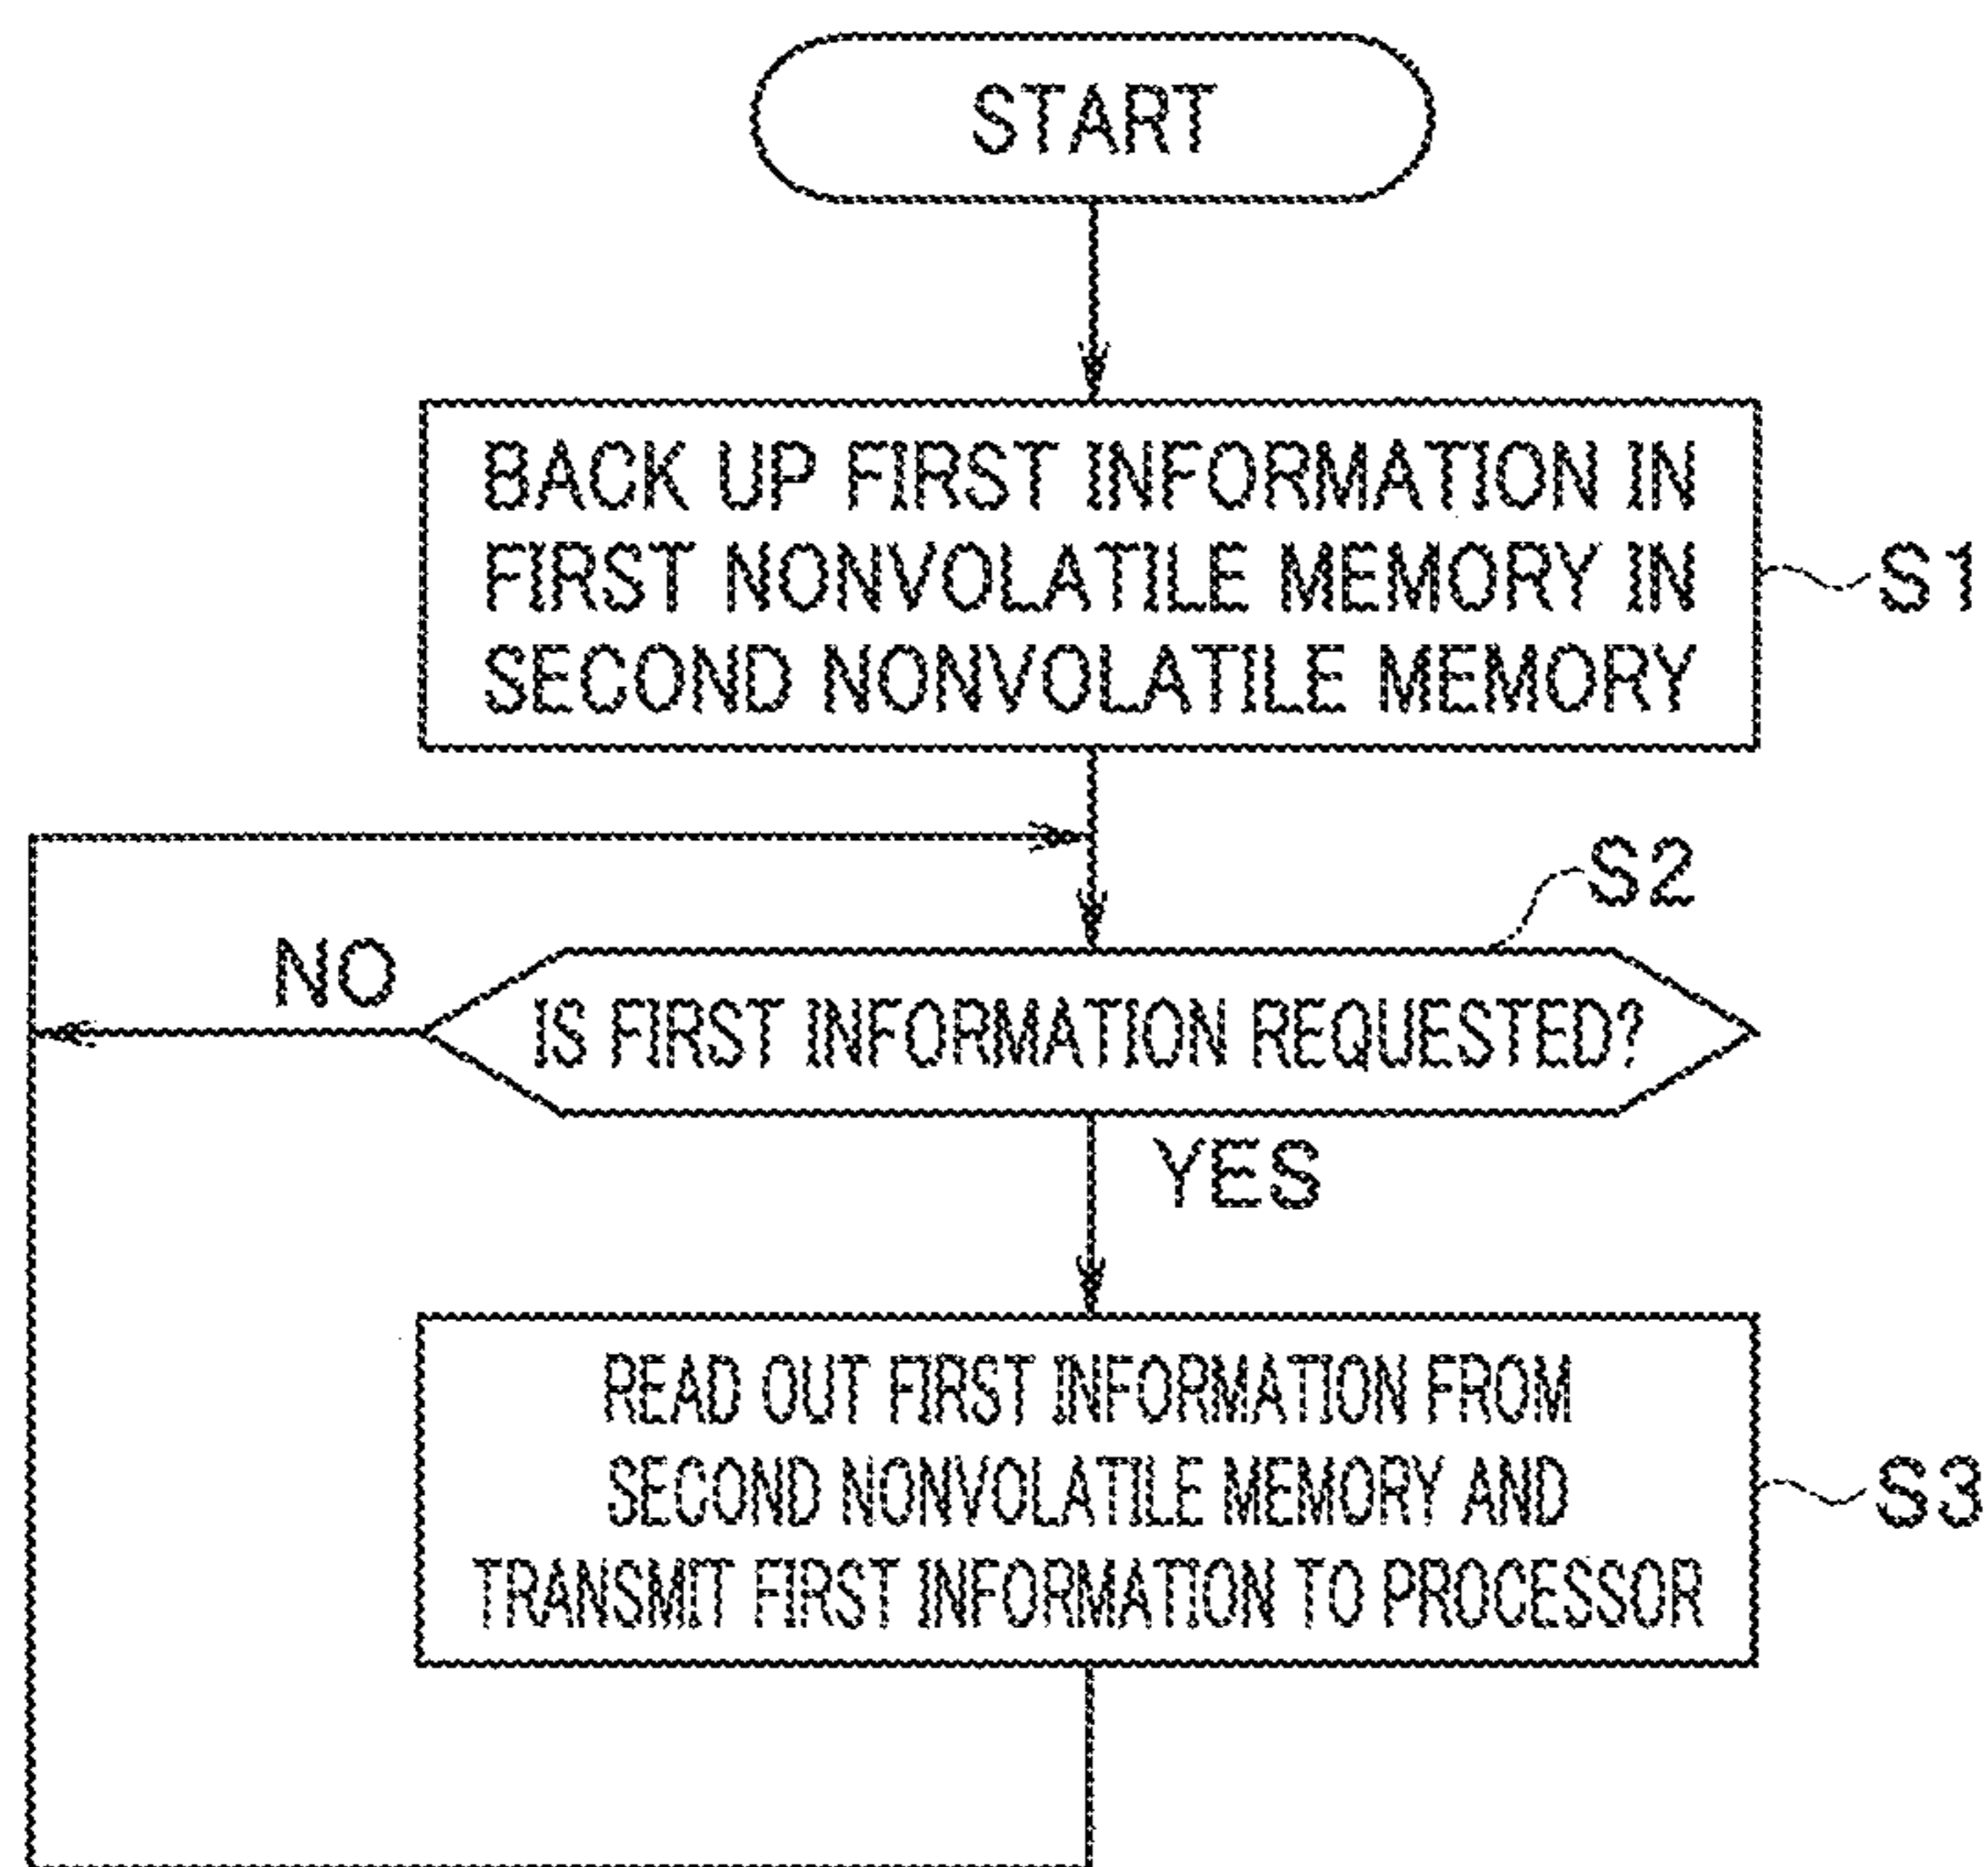 START
BACK UP FIRST INFORMATION IN
FIRST NONVOLATILE MEMORY IN
SECOND NONVOLATILE MEMORY
S1
S2
NO
IS FIRST INFORMATION REQUESTED?
YES
READ OUT FIRST INFORMATION FROM
SECOND NONVOLATILE MEMORY AND
TRANSMIT FIRST INFORMATION TO PROCESSOR
S3